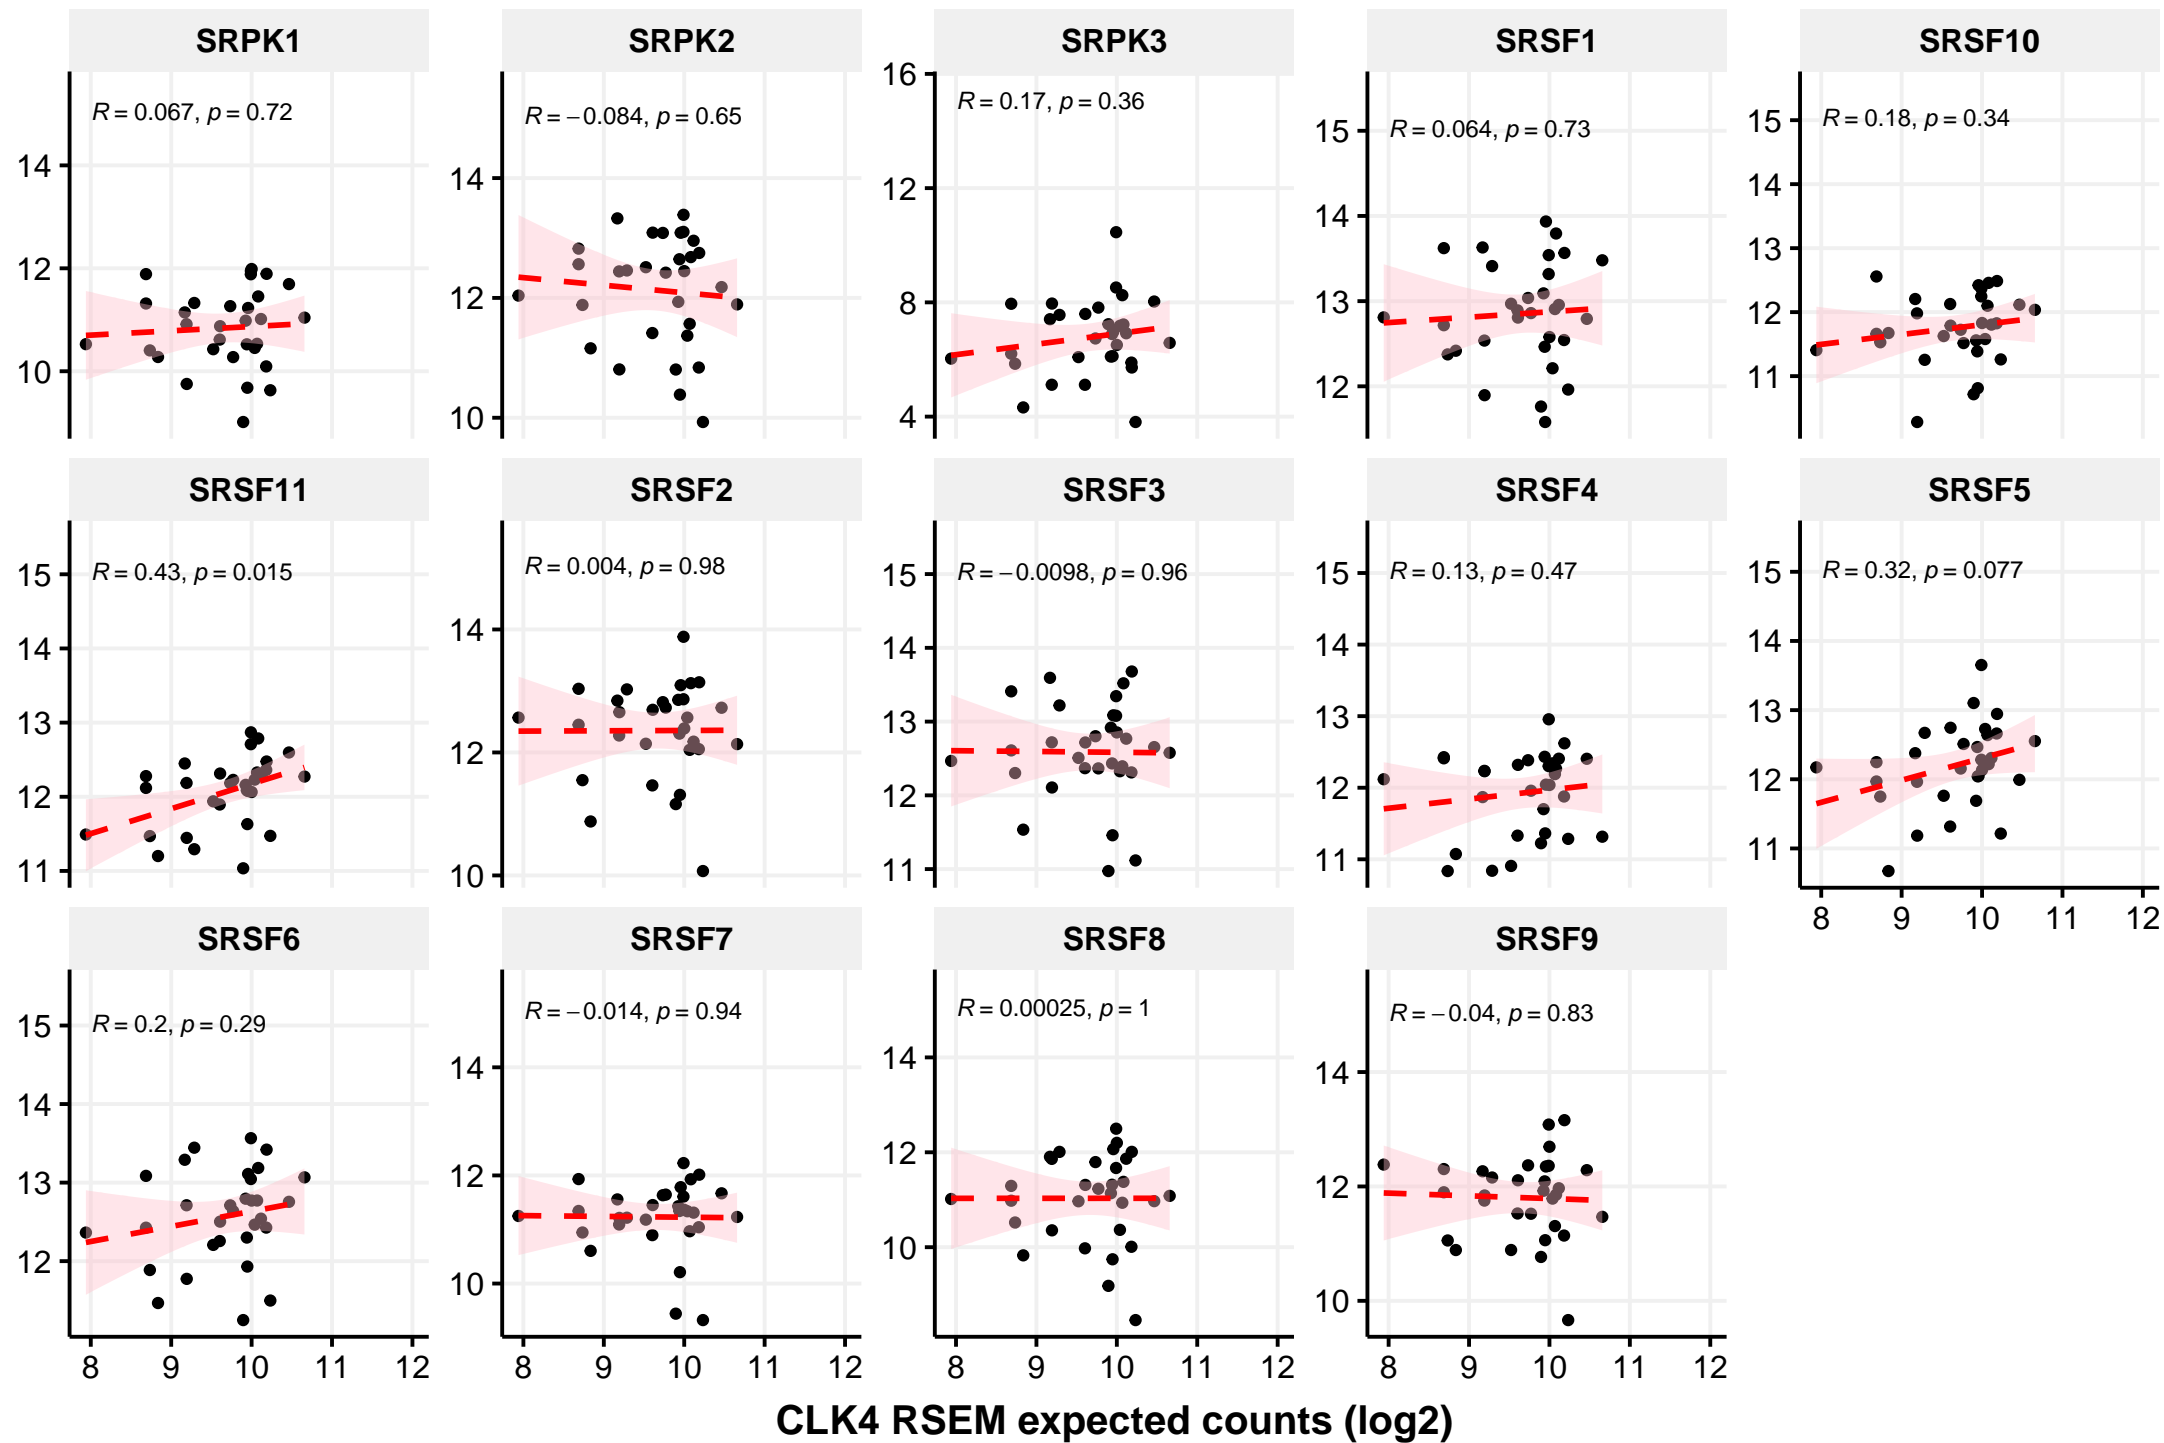 SRPK1 SRPK2 SRPK3 SRSF1 SRSF10
R = 0.067, p = 0.72
14
12
10
R = −0.084, p = 0.65
14
12
10
R = 0.17, p = 0.36
16
12
8
4
R = 0.064, p = 0.73
15
14
13
12
R = 0.18, p = 0.34
15
14
13
12
11
SRSF11 SRSF2 SRSF3 SRSF4 SRSF5
R = 0.43, p = 0.015
15
14
13
12
11
R = 0.004, p = 0.98
14
12
10
R = −0.0098, p = 0.96
15
14
13
12
11
R = 0.13, p = 0.47
15
14
13
12
11
R = 0.32, p = 0.077
15
14
13
12
11
8 9 10 11 12
SRSF6 SRSF7 SRSF8 SRSF9
R = 0.2, p = 0.29
15
14
13
12
8 9 10 11 12
R = −0.014, p = 0.94
14
12
10
8 9 10 11 12
R = 0.00025, p = 1
14
12
10
8 9 10 11 12
R = −0.04, p = 0.83
14
12
10
8 9 10 11 12
CLK4 RSEM expected counts (log2)